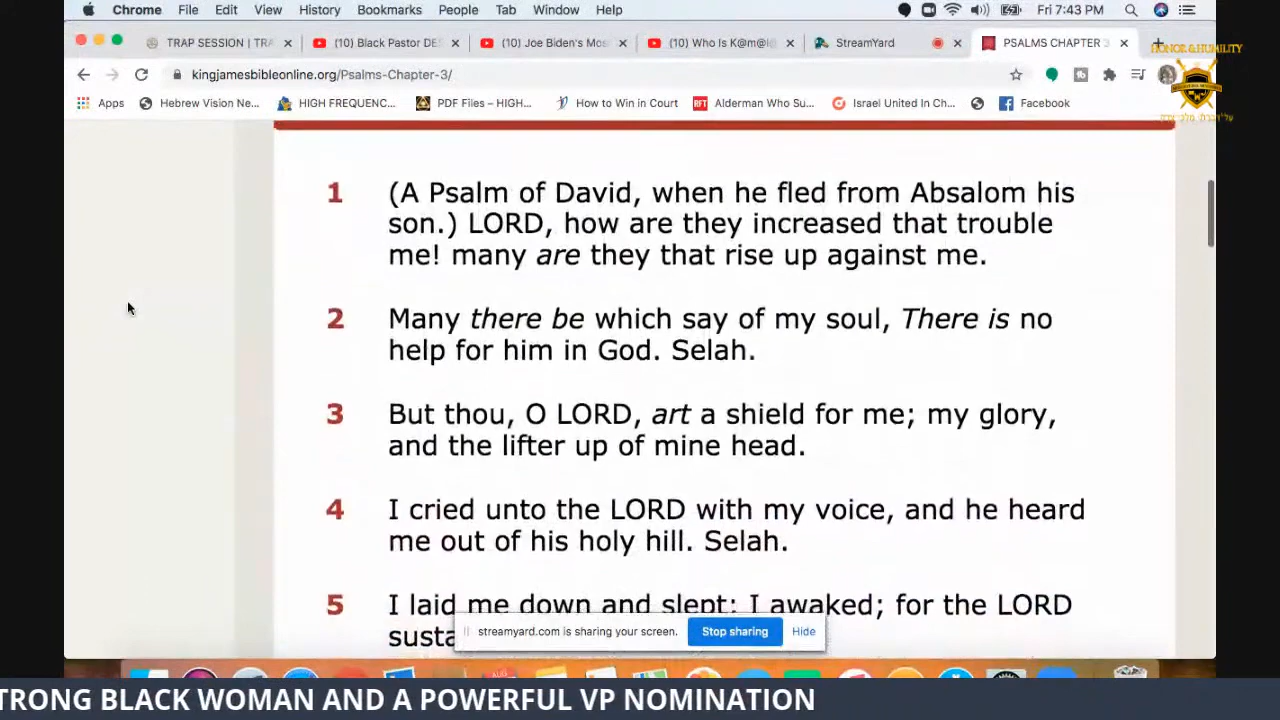 Chrome File Edit View History Bookmarks People Tab Window Help Fri 7:43 PM
TRAP SESSION | TRA (10) Black Pastor DE (10) Joe Biden's Mos (10) Who Is K@m@l@ StreamYard PSALMS CHAPTER 3
HONOR & HUMILITY
kingjamesbibleonline.org/Psalms-Chapter-3/
Apps Hebrew Vision Ne... HIGH FREQUENC... PDF Files – HIGH... How to Win in Court RFT Alderman Who Su... Israel United In Ch... Facebook
1 (A Psalm of David, when he fled from Absalom his
son.) LORD, how are they increased that trouble
me! many are they that rise up against me.
2 Many there be which say of my soul, There is no
help for him in God. Selah.
3 But thou, O LORD, art a shield for me; my glory,
and the lifter up of mine head.
4 I cried unto the LORD with my voice, and he heard
me out of his holy hill. Selah.
5 I laid me down and slept; I awaked; for the LORD
susta
streamyard.com is sharing your screen. Stop sharing Hide
TRONG BLACK WOMAN AND A POWERFUL VP NOMINATION